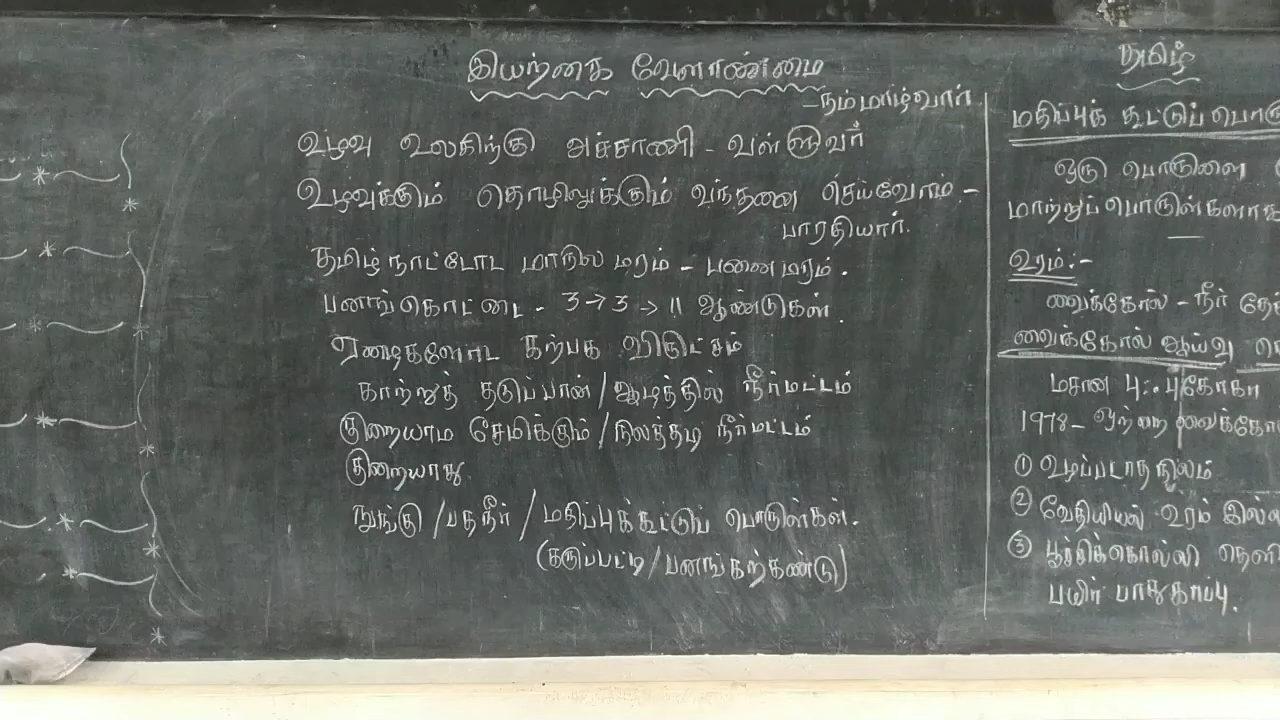 இயற்கை வேளாண்மை
- நம்மாழ்வார்
உழவு உலகிற்கு அச்சாணி - வள்ளுவர்
உழவுக்கும் தொழிலுக்கும் வந்தனை செய்வோம் -
பாரதியார்.
தமிழ்நாட்டோட மாநில மரம் - பனைமரம்.
பனங்கொட்டை - 3 → 3 → 11 ஆண்டுகள்.
ஏழைகளோட கற்பக விருட்சம்
காற்றுத் தடுப்பான் / ஆழத்தில் நீர்மட்டம்
குறையாம சேமிக்கும் / நிலத்தடி நீர்மட்டம்
குறையாது.
நுங்கு / பதநீர் / மதிப்புக்கூட்டுப் பொருள்கள்.
(கருப்பட்டி / பனங்கற்கண்டு)
தமிழ்
மதிப்புக் கூட்டுப் பொரு
ஒரு பொருளை
மாற்றுப்பொருள்களாக
உரம்:-
வைக்கோல் - நீர் தே
வைக்கோல் ஆய்வு
மசான பு.:.புகோகா
1978 - ஒற்றை வைக்கோ
① உழப்படாத நிலம்
② வேதியியல் உரம் இல்ல
③ பூச்சிக்கொல்லி தெளி
பயிர் பாதுகாப்பு.